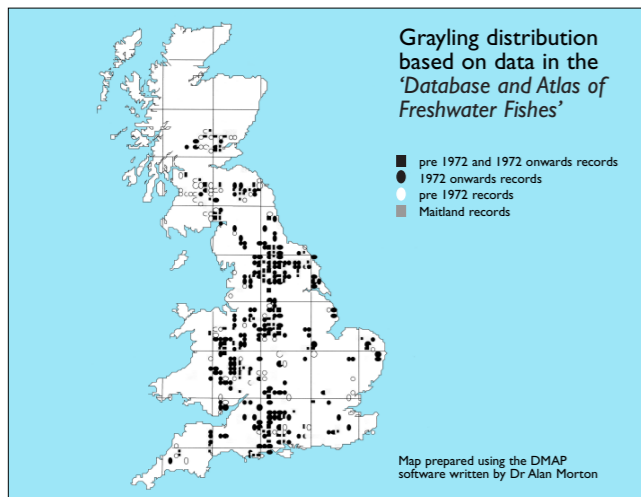 Grayling distribution
based on data in the
‘Database and Atlas of
Freshwater Fishes’
pre 1972 and 1972 onwards records
1972 onwards records
pre 1972 records
Maitland records
Map prepared using the DMAP
software written by Dr Alan Morton